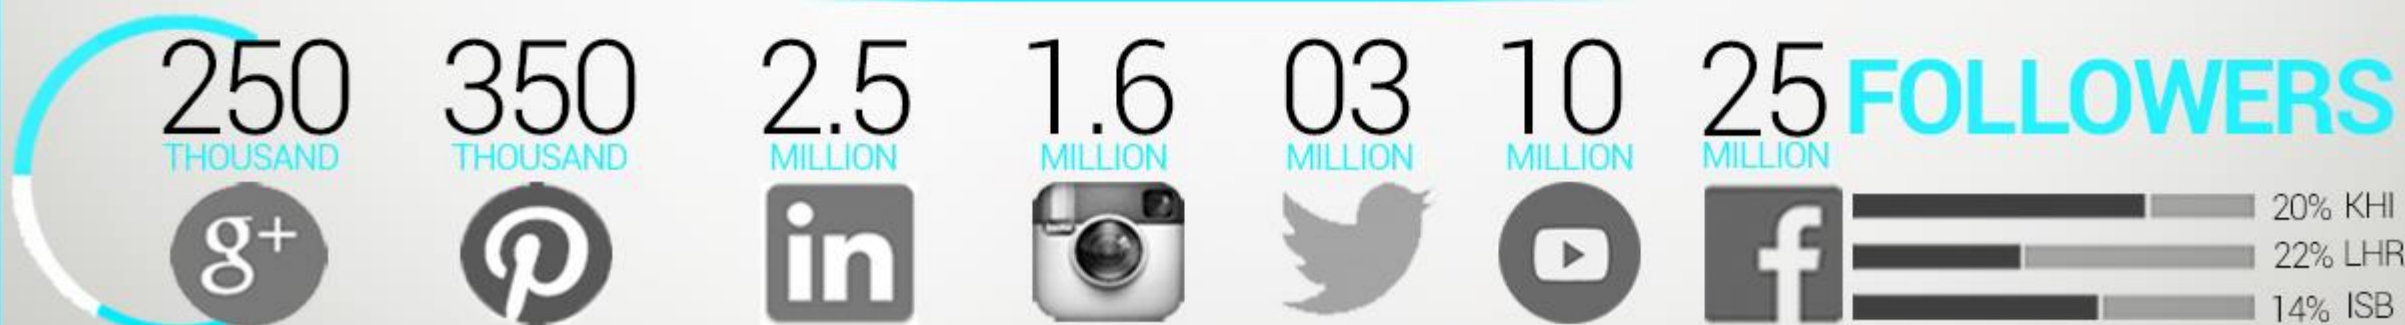 250 350 2.5 1.6 03 10 25 FOLLOWERS
THOUSAND THOUSAND MILLION MILLION MILLION MILLION MILLION
g+ in f
20% KHI
22% LHR
14% ISB